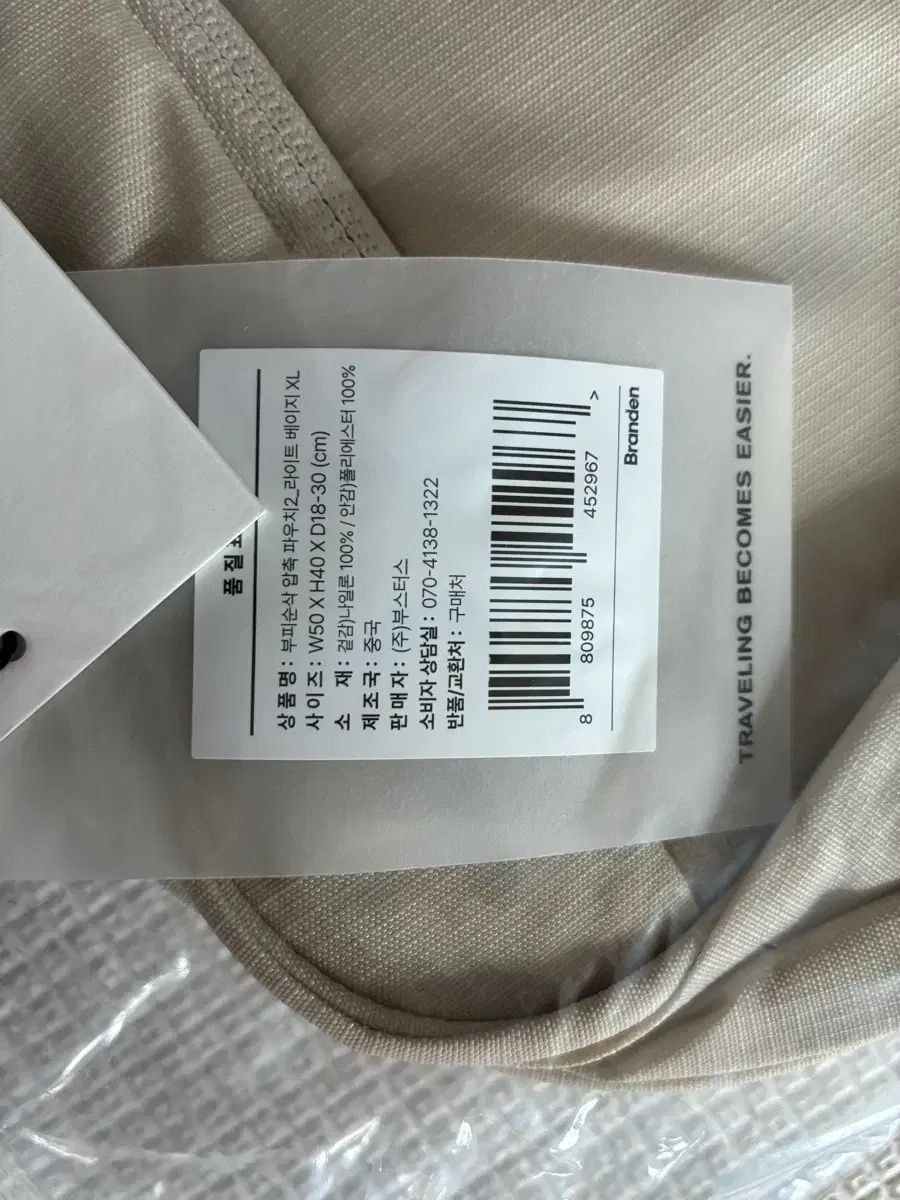 품질
상품명 : 부피순삭 압축 파우치2_라이트 베이지 XL
사이즈 : W50 X H40 X D18-30 (cm)
소 재 : 겉감)나일론 100% / 안감)폴리에스터 100%
제조국 : 중국
판매자 : (주)부스터스
소비자 상담실 : 070-4138-1322
반품/교환처 : 구매처
8 809875 452967 >
Branden
TRAVELING BECOMES EASIER.